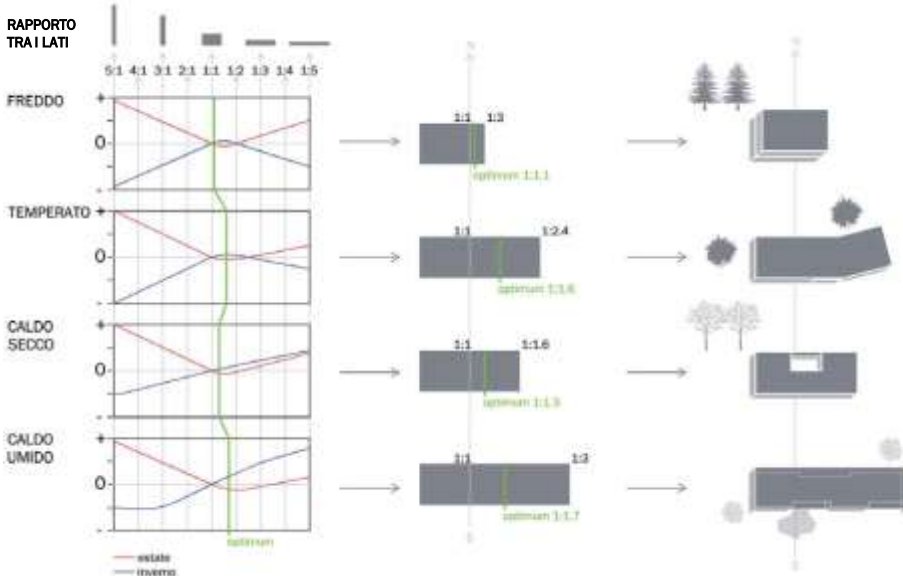 RAPPORTO
TRA I LATI
5:1 4:1 3:1 2:1 1:1 1:2 1:3 1:4 1:5
FREDDO
+
0
-
1:1 1:3
optimum 1:1.1
TEMPERATO
+
0
-
1:1 1:2.4
optimum 1:1.6
CALDO
SECCO
+
0
-
1:1 1:1.6
optimum 1:1.3
CALDO
UMIDO
+
0
-
1:1 1:3
optimum 1:1.7
optimum
estate
inverno